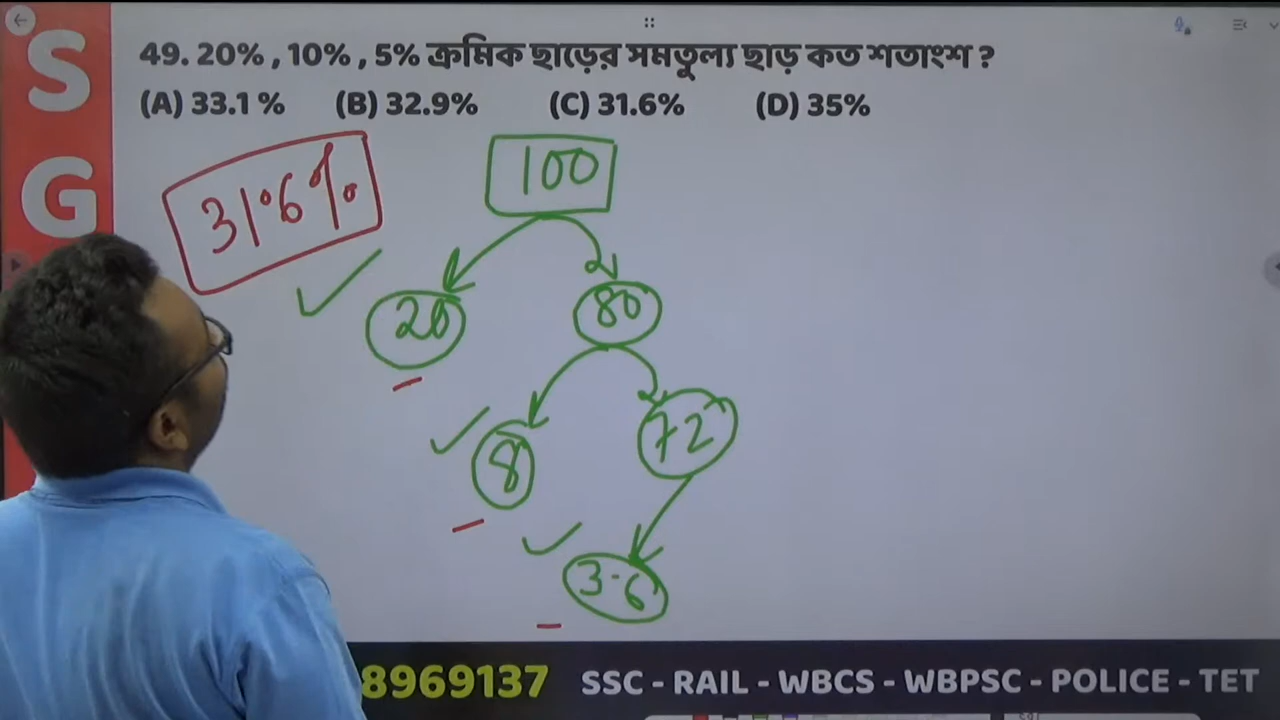 S
G
49. 20% , 10% , 5% ক্রমিক ছাড়ের সমতুল্য ছাড় কত শতাংশ ?
(A) 33.1 % (B) 32.9% (C) 31.6% (D) 35%
31.6%
100
20
80
8
72
3.6
8969137 SSC - RAIL - WBCS - WBPSC - POLICE - TET